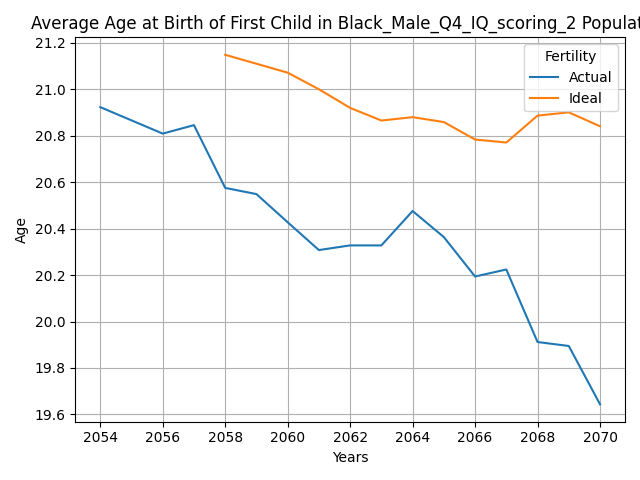 Average Age at Birth of First Child in Black_Male_Q4_IQ_scoring_2 Populat
21.2
21.0
20.8
20.6
20.4
20.2
20.0
19.8
19.6
Age
Fertility
Actual
Ideal
2054 2056 2058 2060 2062 2064 2066 2068 2070
Years